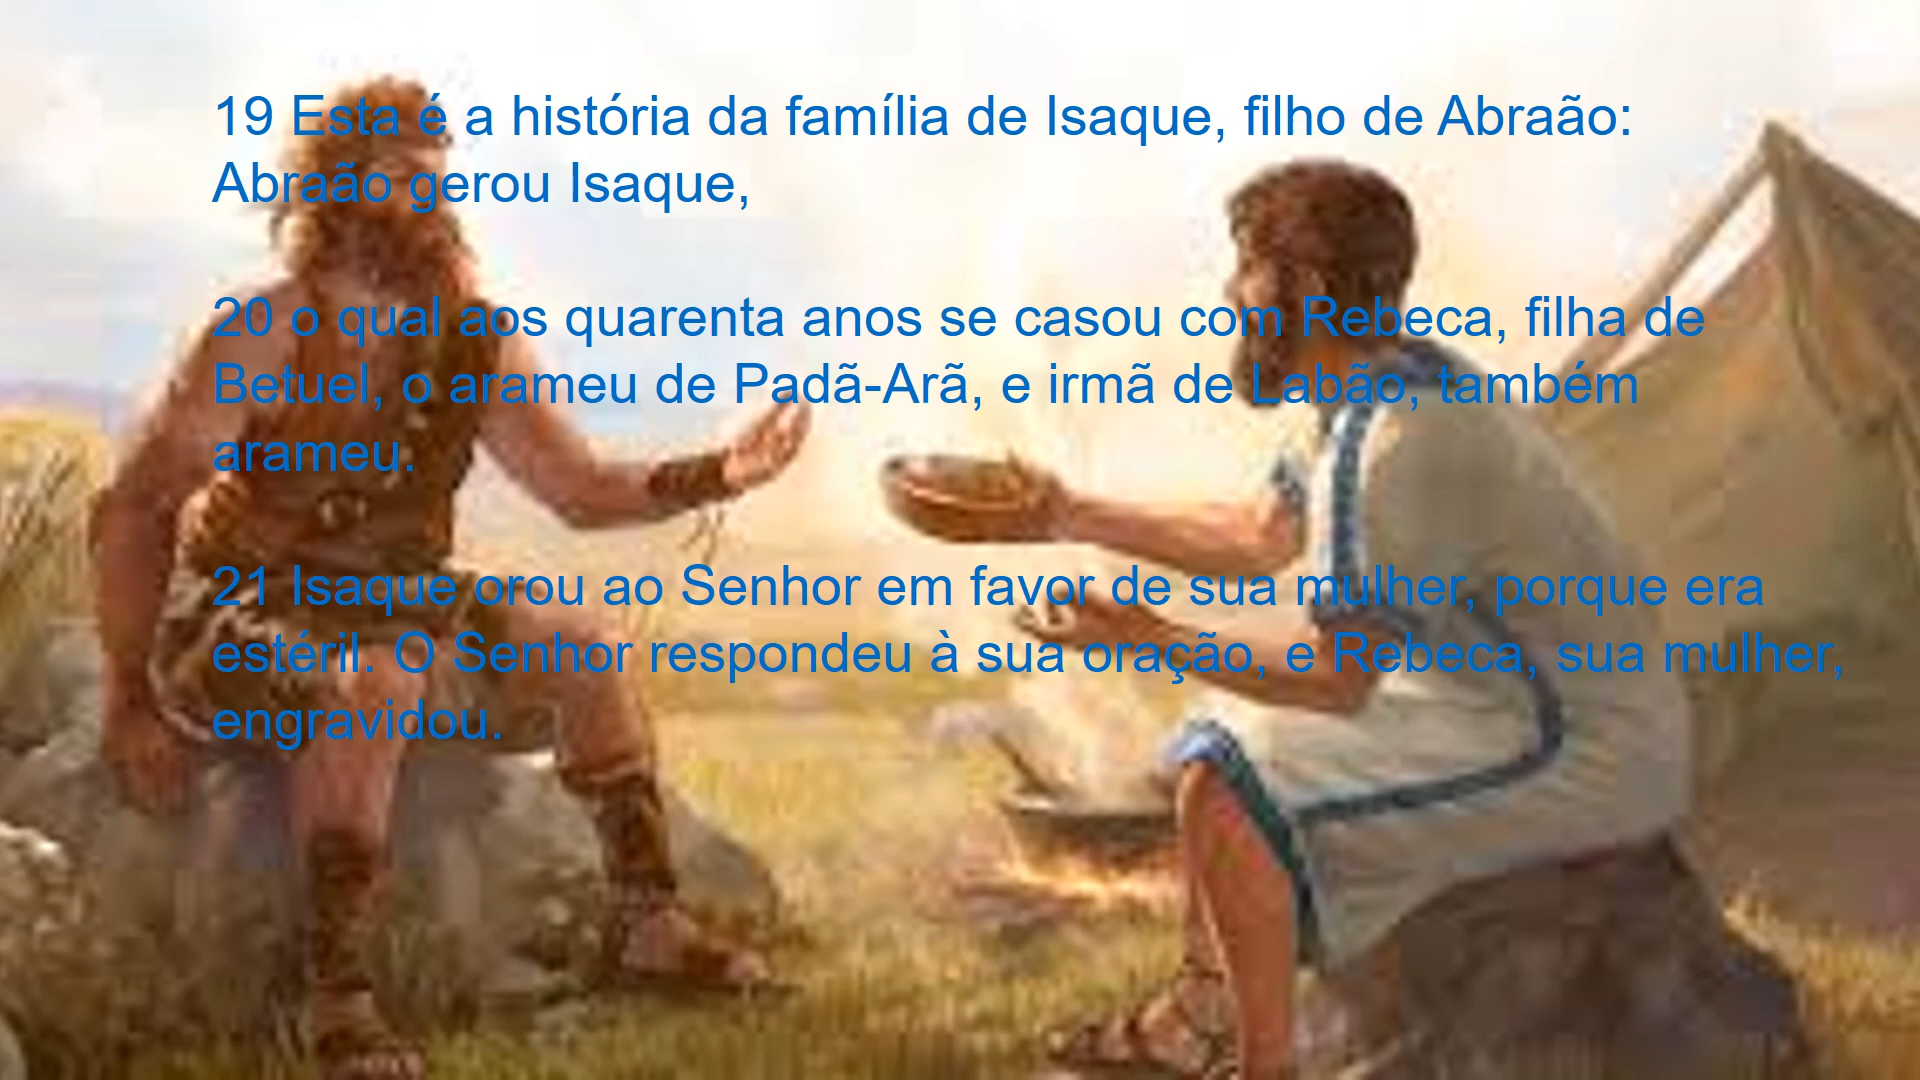 19 Esta é a história da família de Isaque, filho de Abraão:
Abraão gerou Isaque,
20 o qual aos quarenta anos se casou com Rebeca, filha de
Betuel, o arameu de Padã-Arã, e irmã de Labão, também
arameu.
21 Isaque orou ao Senhor em favor de sua mulher, porque era
estéril. O Senhor respondeu à sua oração, e Rebeca, sua mulher,
engravidou.